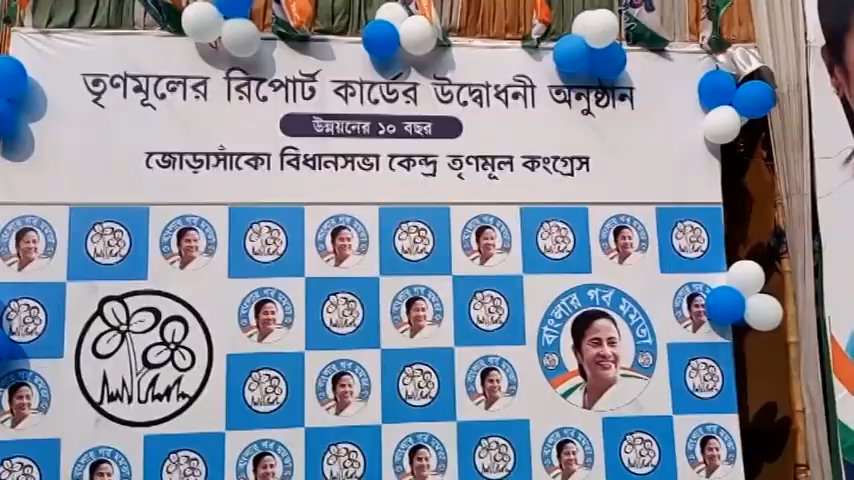 তৃণমূলের রিপোর্ট কার্ডের উদ্বোধনী অনুষ্ঠান
উন্নয়নের ১০ বছর
জোড়াসাঁকো বিধানসভা কেন্দ্র তৃণমূল কংগ্রেস
বাংলার গর্ব মমতা